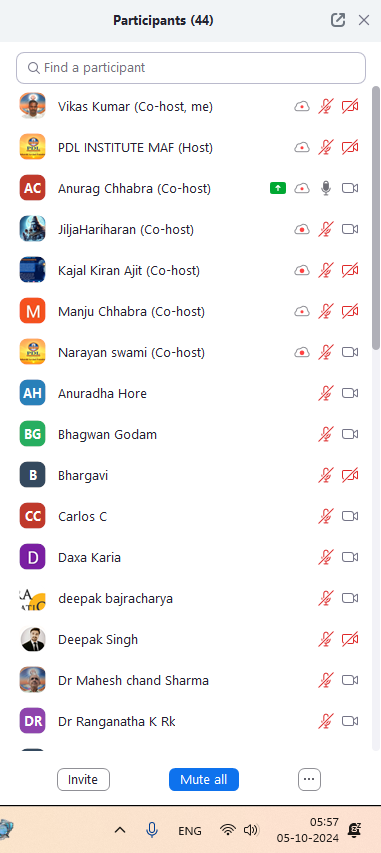 Participants (44)
Find a participant
Vikas Kumar (Co-host, me)
PDL INSTITUTE MAF (Host)
AC Anurag Chhabra (Co-host)
JiljaHariharan (Co-host)
Kajal Kiran Ajit (Co-host)
M Manju Chhabra (Co-host)
Narayan swami (Co-host)
AH Anuradha Hore
BG Bhagwan Godam
B Bhargavi
CC Carlos C
D Daxa Karia
deepak bajracharya
Deepak Singh
Dr Mahesh chand Sharma
DR Dr Ranganatha K Rk
Invite Mute all ...
ENG 05:57
05-10-2024